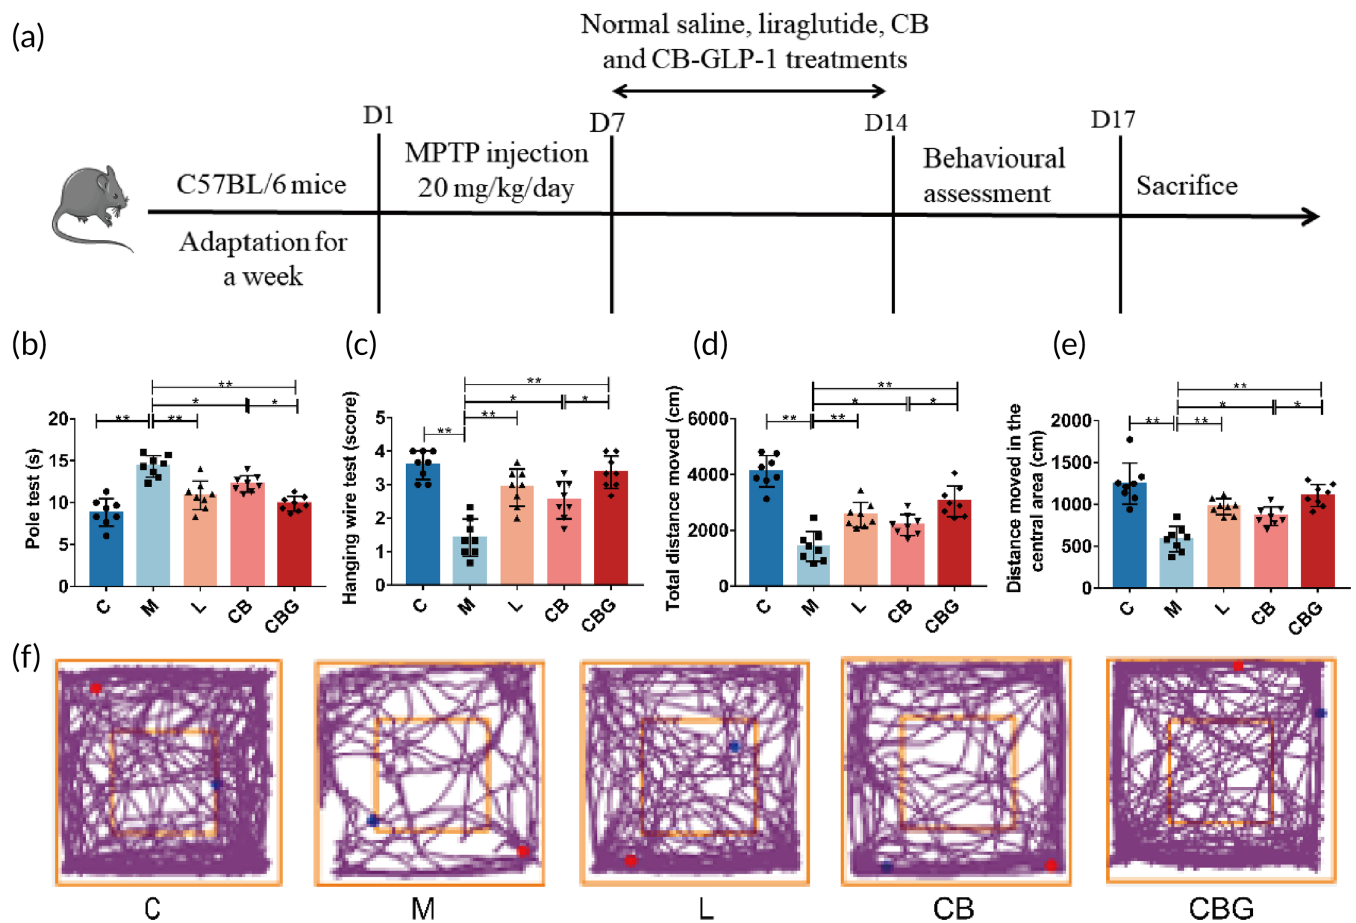 (a)
Normal saline, liraglutide, CB
and CB-GLP-1 treatments
D1
D7
D14
D17
C57BL/6 mice
MPTP injection
20 mg/kg/day
Behavioural
assessment
Sacrifice
Adaptation for
a week
(b)
**
*
*
**
**
Pole test (s)
20
15
10
5
0
C
M
L
CB
CBG
(c)
**
*
*
**
**
Hanging wire test (score)
5
4
3
2
1
0
C
M
L
CB
CBG
(d)
**
*
*
**
**
Total distance moved (cm)
6000
4000
2000
0
C
M
L
CB
CBG
(e)
**
*
*
**
**
Distance moved in the
central area (cm)
2000
1500
1000
500
0
C
M
L
CB
CBG
(f)
C
M
L
CB
CBG